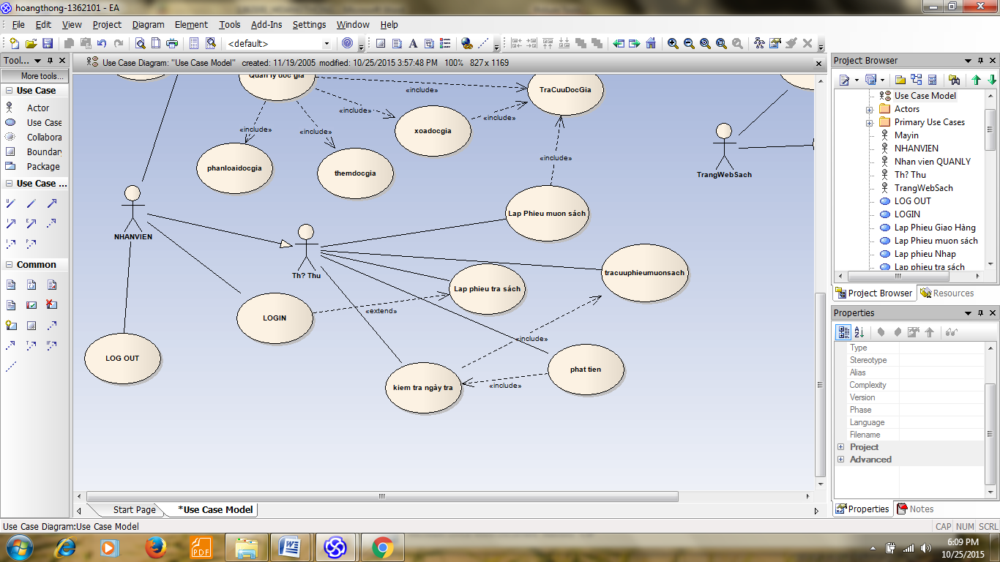 hoangthong-1362101 - EA
File Edit View Project Diagram Element Tools Add-Ins Settings Window Help
<default>
Tool...
More tools...
Use Case
Actor
Use Case
Collabora
Boundar
Package
Use Case ...
Common
Use Case Diagram: "Use Case Model" created: 11/19/2005 modified: 10/25/2015 3:57:48 PM 100% 827 x 1169
Quan ly doc gia
TraCuuDocGia
«include»
«include»
«include»
xoadocgia
«include»
«include»
phanloaidocgia
themdocgia
«include»
TrangWebSach
NHANVIEN
Lap Phieu muon sách
Th? Thu
tracuuphieumuonsach
Lap phieu tra sách
LOGIN
«extend»
«include»
LOG OUT
phat tien
kiem tra ngày tra
«include»
Start Page
*Use Case Model
Project Browser
Use Case Model
Actors
Primary Use Cases
Mayin
NHANVIEN
Nhan vien QUANLY
Th? Thu
TrangWebSach
LOG OUT
LOGIN
Lap Phieu Giao Hàng
Lap Phieu muon sách
Lap phieu Nhap
Lap phieu tra sách
Project Browser
Resources
Properties
Type
Stereotype
Alias
Complexity
Version
Phase
Language
Filename
Project
Advanced
Properties
Notes
Use Case Diagram:Use Case Model
CAP NUM SCRL
PDF
6:09 PM
10/25/2015